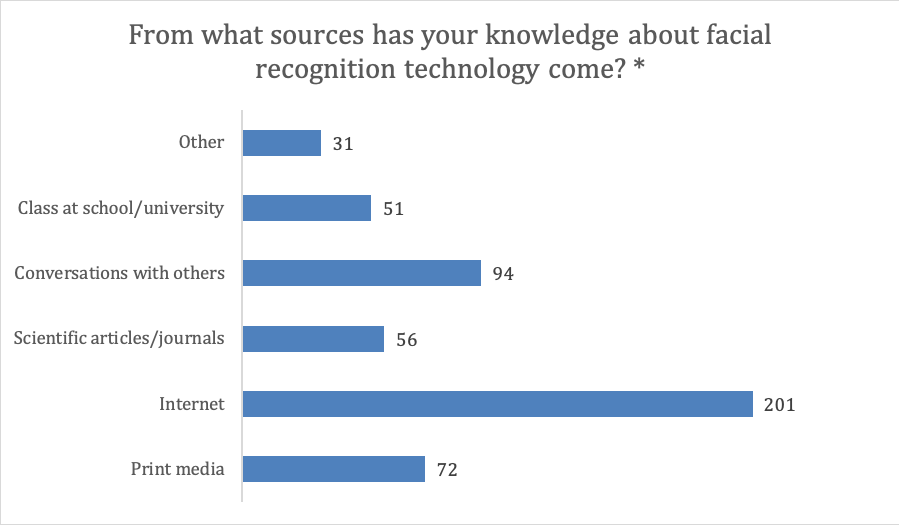 From what sources has your knowledge about facial
recognition technology come? *
Other 31
Class at school/university 51
Conversations with others 94
Scientific articles/journals 56
Internet 201
Print media 72